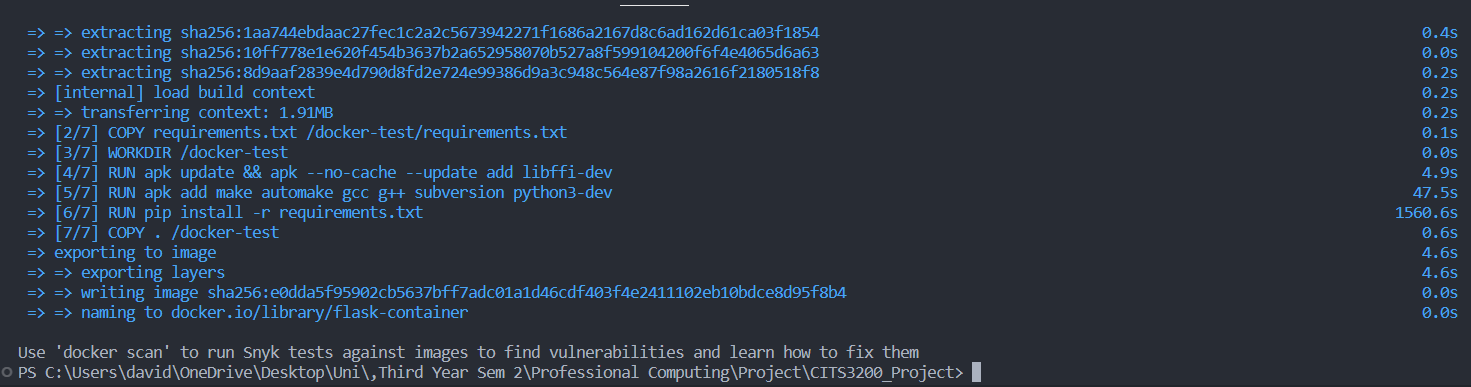 => => extracting sha256:1aa744ebdaac27fec1c2a2c5673942271f1686a2167d8c6ad162d61ca03f1854 0.4s
=> => extracting sha256:10ff778e1e620f454b3637b2a652958070b527a8f599104200f6f4e4065d6a63 0.0s
=> => extracting sha256:8d9aaf2839e4d790d8fd2e724e99386d9a3c948c564e87f98a2616f2180518f8 0.2s
=> [internal] load build context 0.2s
=> => transferring context: 1.91MB 0.2s
=> [2/7] COPY requirements.txt /docker-test/requirements.txt 0.1s
=> [3/7] WORKDIR /docker-test 0.0s
=> [4/7] RUN apk update && apk --no-cache --update add libffi-dev 4.9s
=> [5/7] RUN apk add make automake gcc g++ subversion python3-dev 47.5s
=> [6/7] RUN pip install -r requirements.txt 1560.6s
=> [7/7] COPY . /docker-test 0.6s
=> exporting to image 4.6s
=> => exporting layers 4.6s
=> => writing image sha256:e0dda5f95902cb5637bff7adc01a1d46cdf403f4e2411102eb10bdce8d95f8b4 0.0s
=> => naming to docker.io/library/flask-container 0.0s
Use 'docker scan' to run Snyk tests against images to find vulnerabilities and learn how to fix them
PS C:\Users\david\OneDrive\Desktop\Uni\,Third Year Sem 2\Professional Computing\Project\CITS3200_Project>